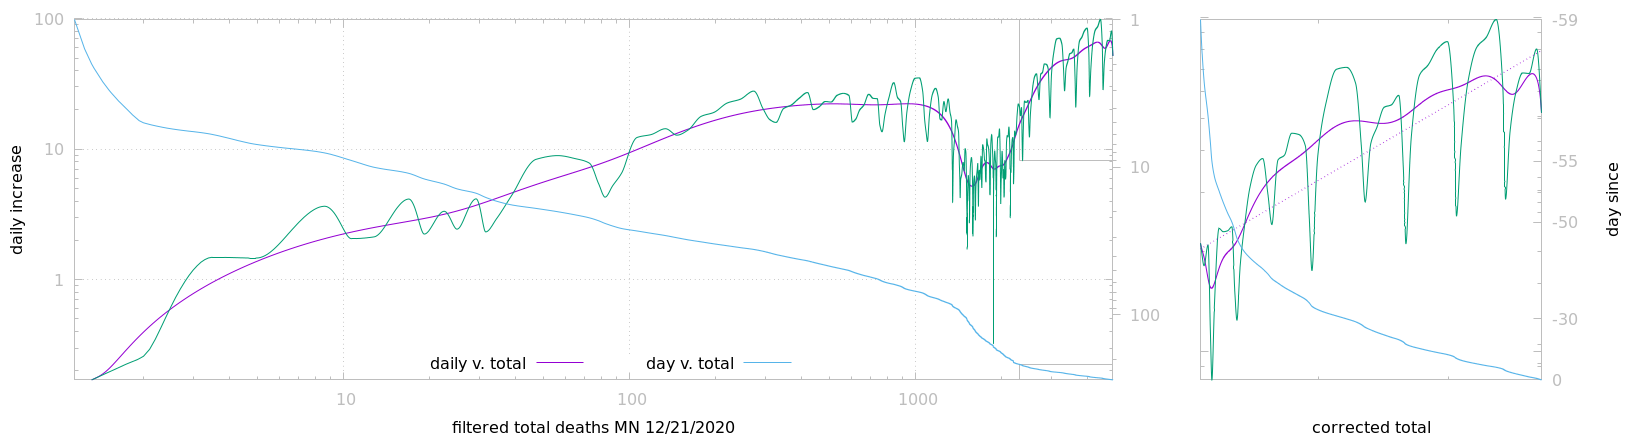 100
10
1
daily increase
1
10
100
daily v. total
day v. total
10
100
1000
filtered total deaths MN 12/21/2020
-59
-55
-50
-30
0
day since
corrected total